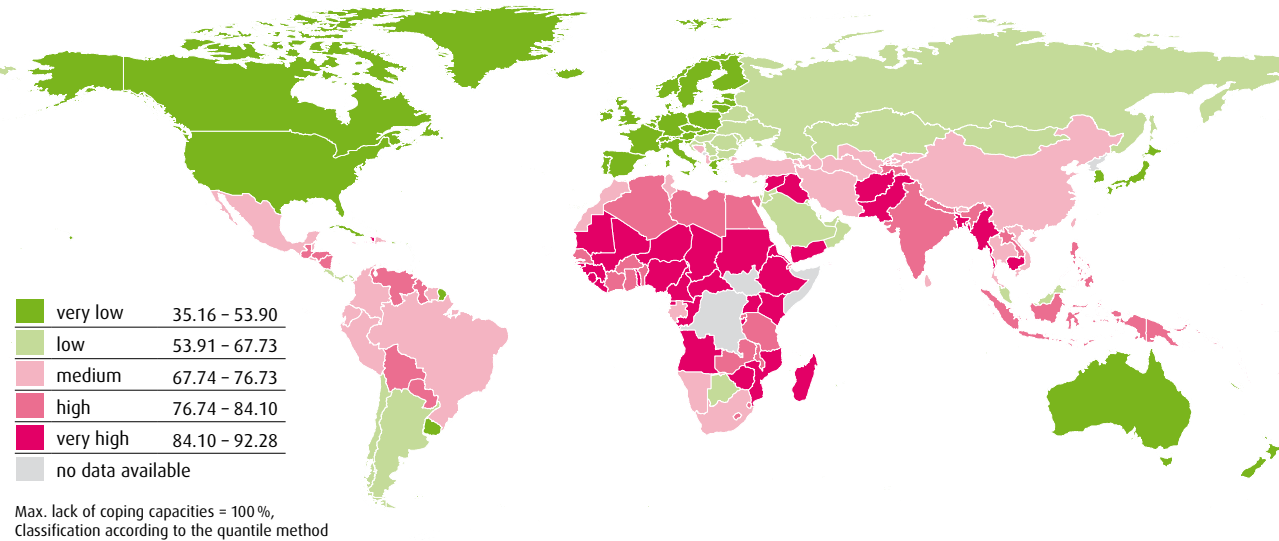 very low 35.16 – 53.90
low 53.91 – 67.73
medium 67.74 – 76.73
high 76.74 – 84.10
very high 84.10 – 92.28
no data available
Max. lack of coping capacities = 100 %,
Classification according to the quantile method